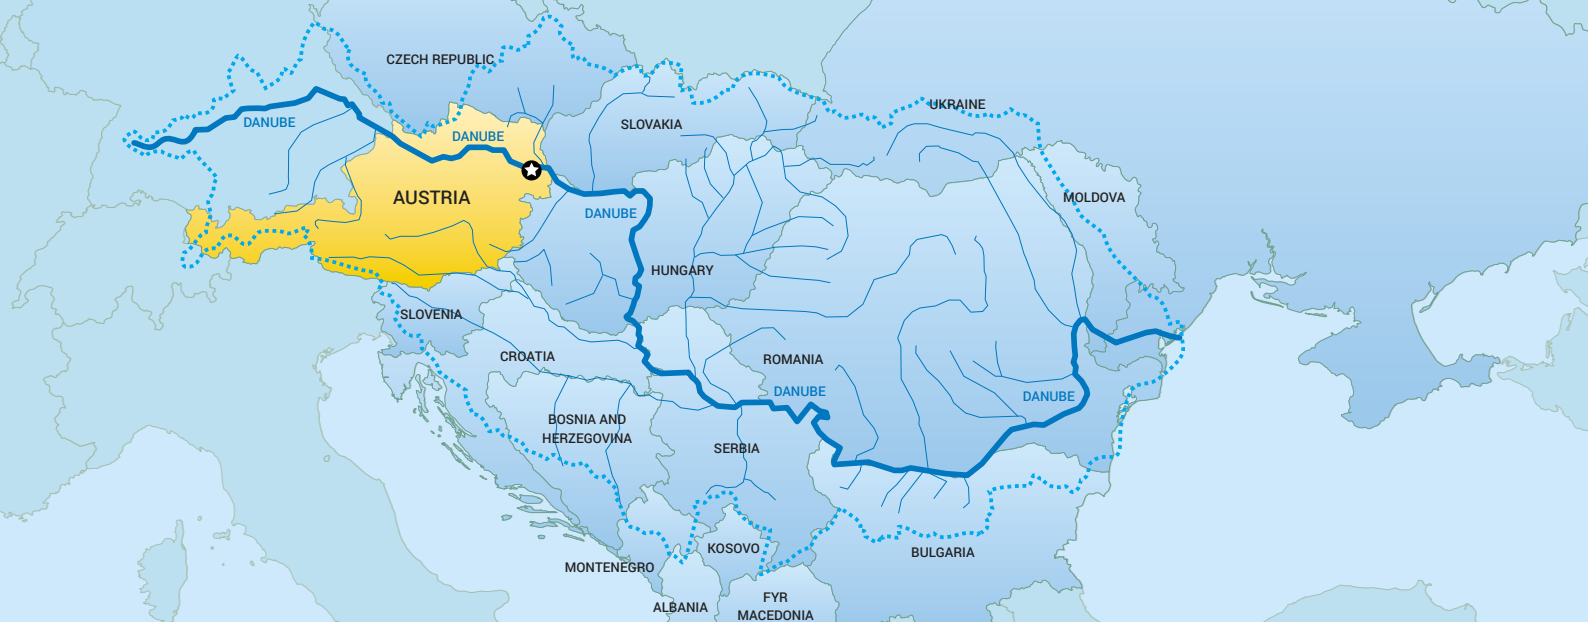 CZECH REPUBLIC
UKRAINE
DANUBE
SLOVAKIA
DANUBE
AUSTRIA
MOLDOVA
DANUBE
HUNGARY
SLOVENIA
CROATIA
ROMANIA
DANUBE
DANUBE
BOSNIA AND
HERZEGOVINA
SERBIA
KOSOVO
BULGARIA
MONTENEGRO
ALBANIA
FYR
MACEDONIA